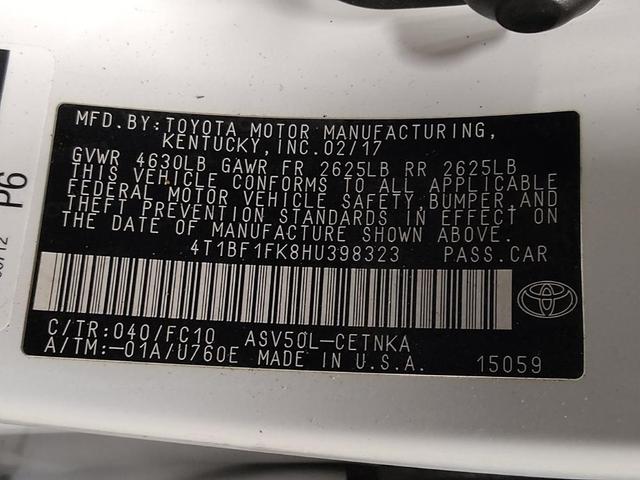 MFD.BY:TOYOTA MOTOR MANUFACTURING,
KENTUCKY,INC.02/17
GVWR 4630LB GAWR FR 2625LB RR 2625LB
THIS VEHICLE CONFORMS TO ALL APPLICABLE
FEDERAL MOTOR VEHICLE SAFETY,BUMPER,AND
THEFT PREVENTION STANDARDS IN EFFECT ON
THE DATE OF MANUFACTURE SHOWN ABOVE.
4T1BF1FK8HU398323 PASS.CAR
C/TR:040/FC10 ASV50L-CETNKA
A/TM:-01A/U760E MADE IN U.S.A. 15059
P6